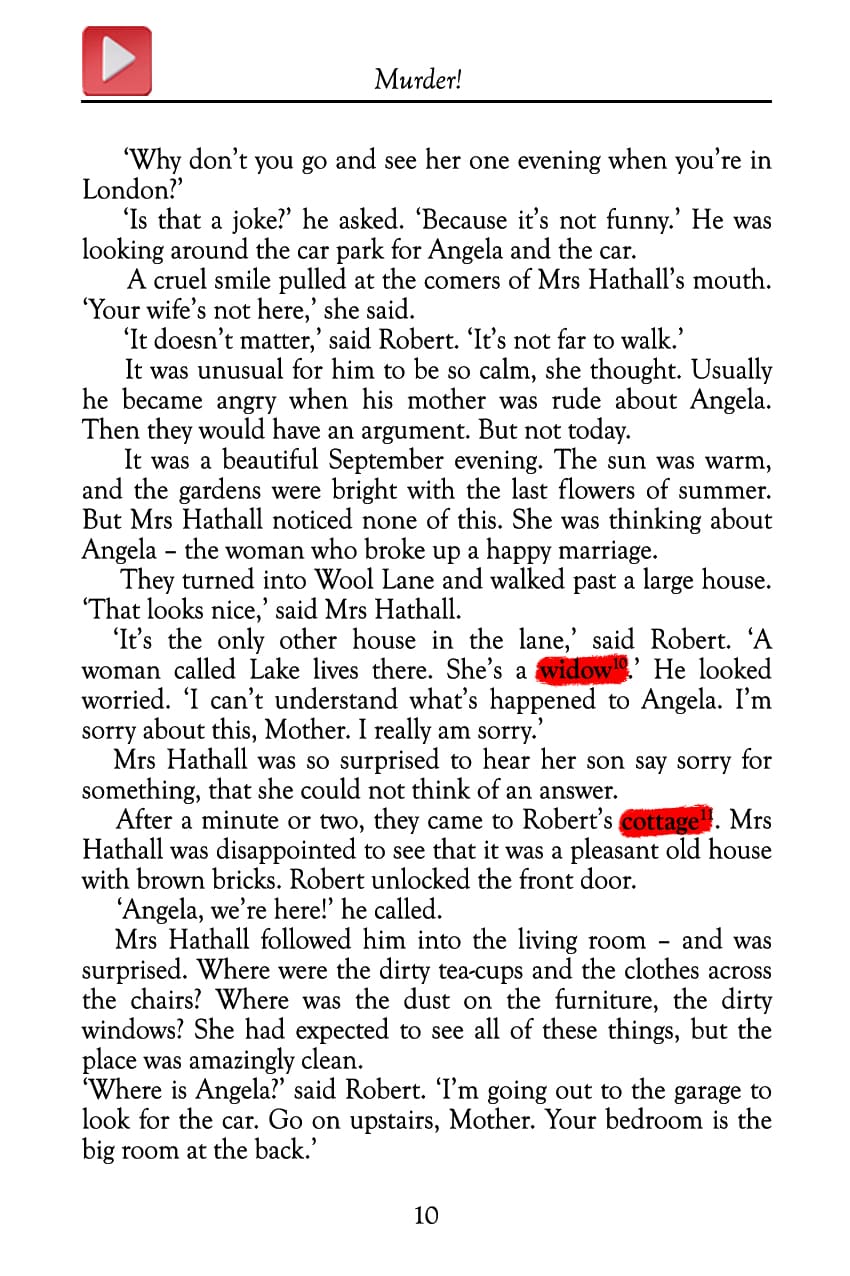 Murder!
‘Why don’t you go and see her one evening when you’re in
London?’
‘Is that a joke?’ he asked. ‘Because it’s not funny.’ He was
looking around the car park for Angela and the car.
A cruel smile pulled at the comers of Mrs Hathall’s mouth.
‘Your wife’s not here,’ she said.
‘It doesn’t matter,’ said Robert. ‘It’s not far to walk.’
It was unusual for him to be so calm, she thought. Usually
he became angry when his mother was rude about Angela.
Then they would have an argument. But not today.
It was a beautiful September evening. The sun was warm,
and the gardens were bright with the last flowers of summer.
But Mrs Hathall noticed none of this. She was thinking about
Angela – the woman who broke up a happy marriage.
They turned into Wool Lane and walked past a large house.
‘That looks nice,’ said Mrs Hathall.
‘It’s the only other house in the lane,’ said Robert. ‘A
woman called Lake lives there. She’s a widow¹⁰.’ He looked
worried. ‘I can’t understand what’s happened to Angela. I’m
sorry about this, Mother. I really am sorry.’
Mrs Hathall was so surprised to hear her son say sorry for
something, that she could not think of an answer.
After a minute or two, they came to Robert’s cottage¹¹. Mrs
Hathall was disappointed to see that it was a pleasant old house
with brown bricks. Robert unlocked the front door.
‘Angela, we’re here!’ he called.
Mrs Hathall followed him into the living room – and was
surprised. Where were the dirty tea-cups and the clothes across
the chairs? Where was the dust on the furniture, the dirty
windows? She had expected to see all of these things, but the
place was amazingly clean.
‘Where is Angela?’ said Robert. ‘I’m going out to the garage to
look for the car. Go on upstairs, Mother. Your bedroom is the
big room at the back.’
10